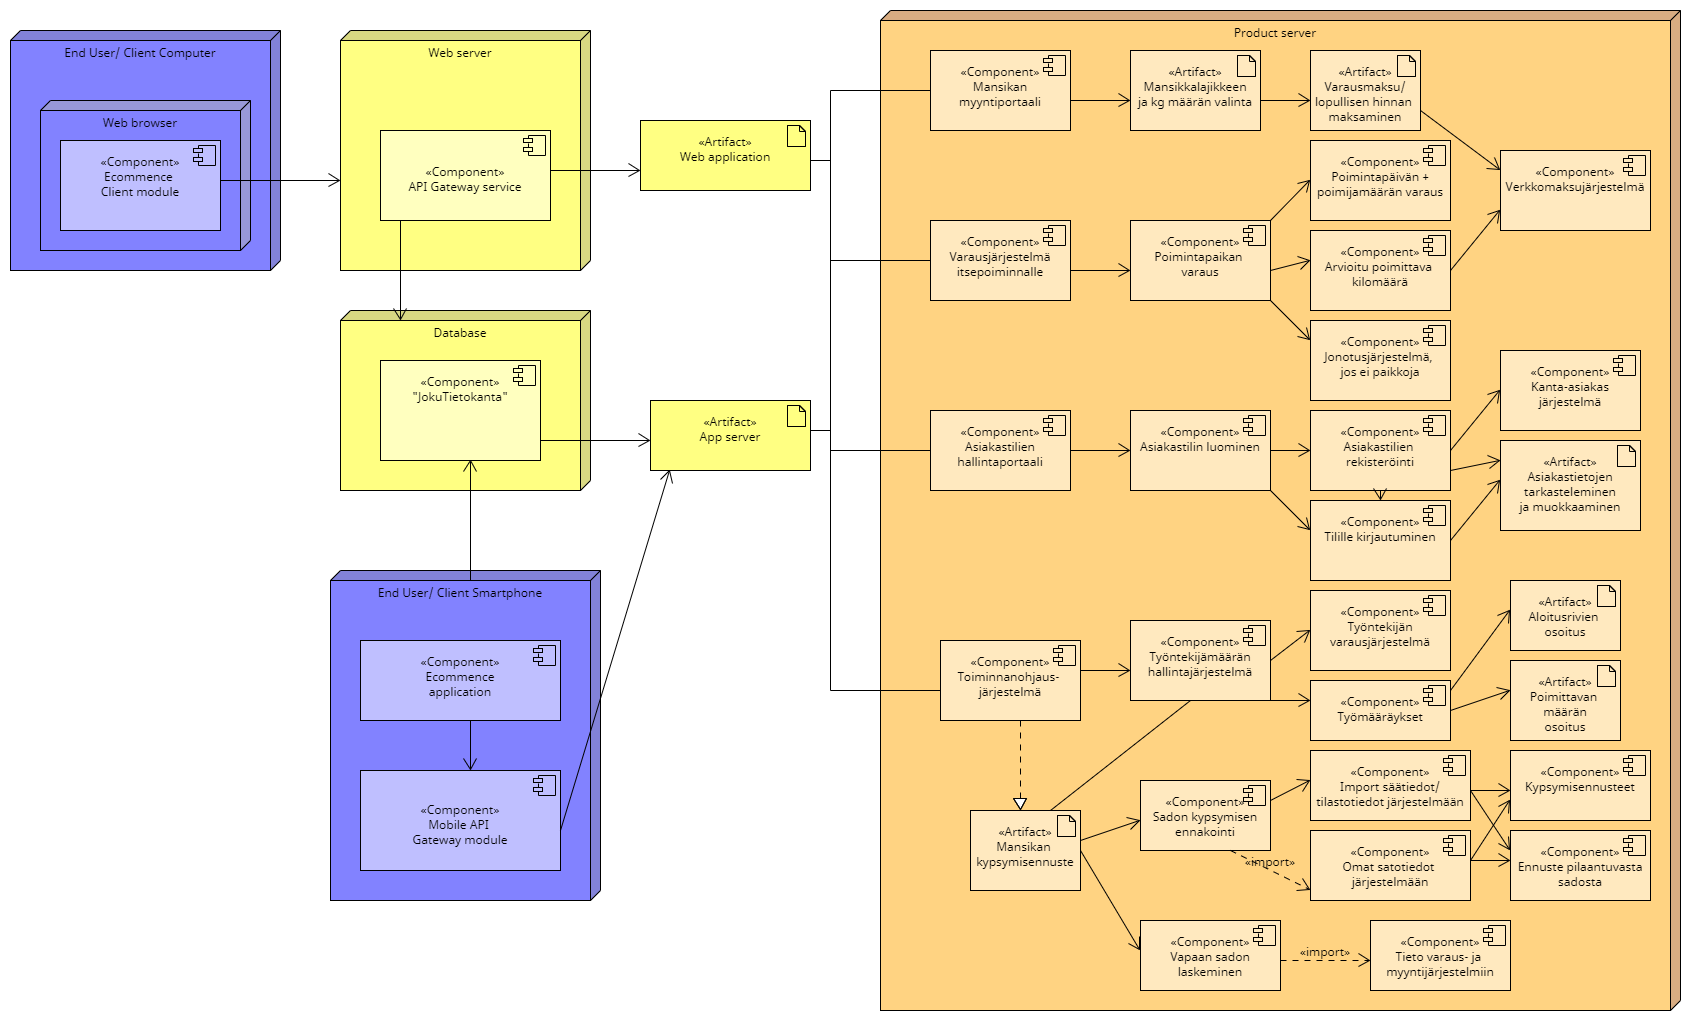 End User/ Client Computer
Web browser
«Component»
Ecommence
Client module
Web server
«Component»
API Gateway service
«Artifact»
Web application
Database
«Component»
"JokuTietokanta"
«Artifact»
App server
End User/ Client Smartphone
«Component»
Ecommence
application
«Component»
Mobile API
Gateway module
Product server
«Component»
Mansikan
myyntiportaali
«Artifact»
Mansikkalajikkeen
ja kg määrän valinta
«Artifact»
Varausmaksu/
lopullisen hinnan
maksaminen
«Component»
Poimintapäivän +
poimijamäärän varaus
«Component»
Verkkomaksujärjestelmä
«Component»
Varausjärjestelmä
itsepoiminnalle
«Component»
Poimintapaikan
varaus
«Component»
Arvioitu poimittava
kilomäärä
«Component»
Jonotusjärjestelmä,
jos ei paikkoja
«Component»
Kanta-asiakas
järjestelmä
«Component»
Asiakastilien
hallintaportaali
«Component»
Asiakastilin luominen
«Component»
Asiakastilien
rekisteröinti
«Artifact»
Asiakastietojen
tarkasteleminen
ja muokkaaminen
«Component»
Tilille kirjautuminen
«Component»
Toiminnanohjaus-
järjestelmä
«Component»
Työntekijämäärän
hallintajärjestelmä
«Component»
Työntekijän
varausjärjestelmä
«Artifact»
Aloitusrivien
osoitus
«Component»
Työmääräykset
«Artifact»
Poimittavan
määrän
osoitus
«Artifact»
Mansikan
kypsymisennuste
«Component»
Sadon kypsymisen
ennakointi
«import»
«Component»
Import säätiedot/
tilastotiedot järjestelmään
«Component»
Kypsymisennusteet
«Component»
Omat satotiedot
järjestelmään
«Component»
Ennuste pilaantuvasta
sadosta
«Component»
Vapaan sadon
laskeminen
«import»
«Component»
Tieto varaus- ja
myyntijärjestelmiin